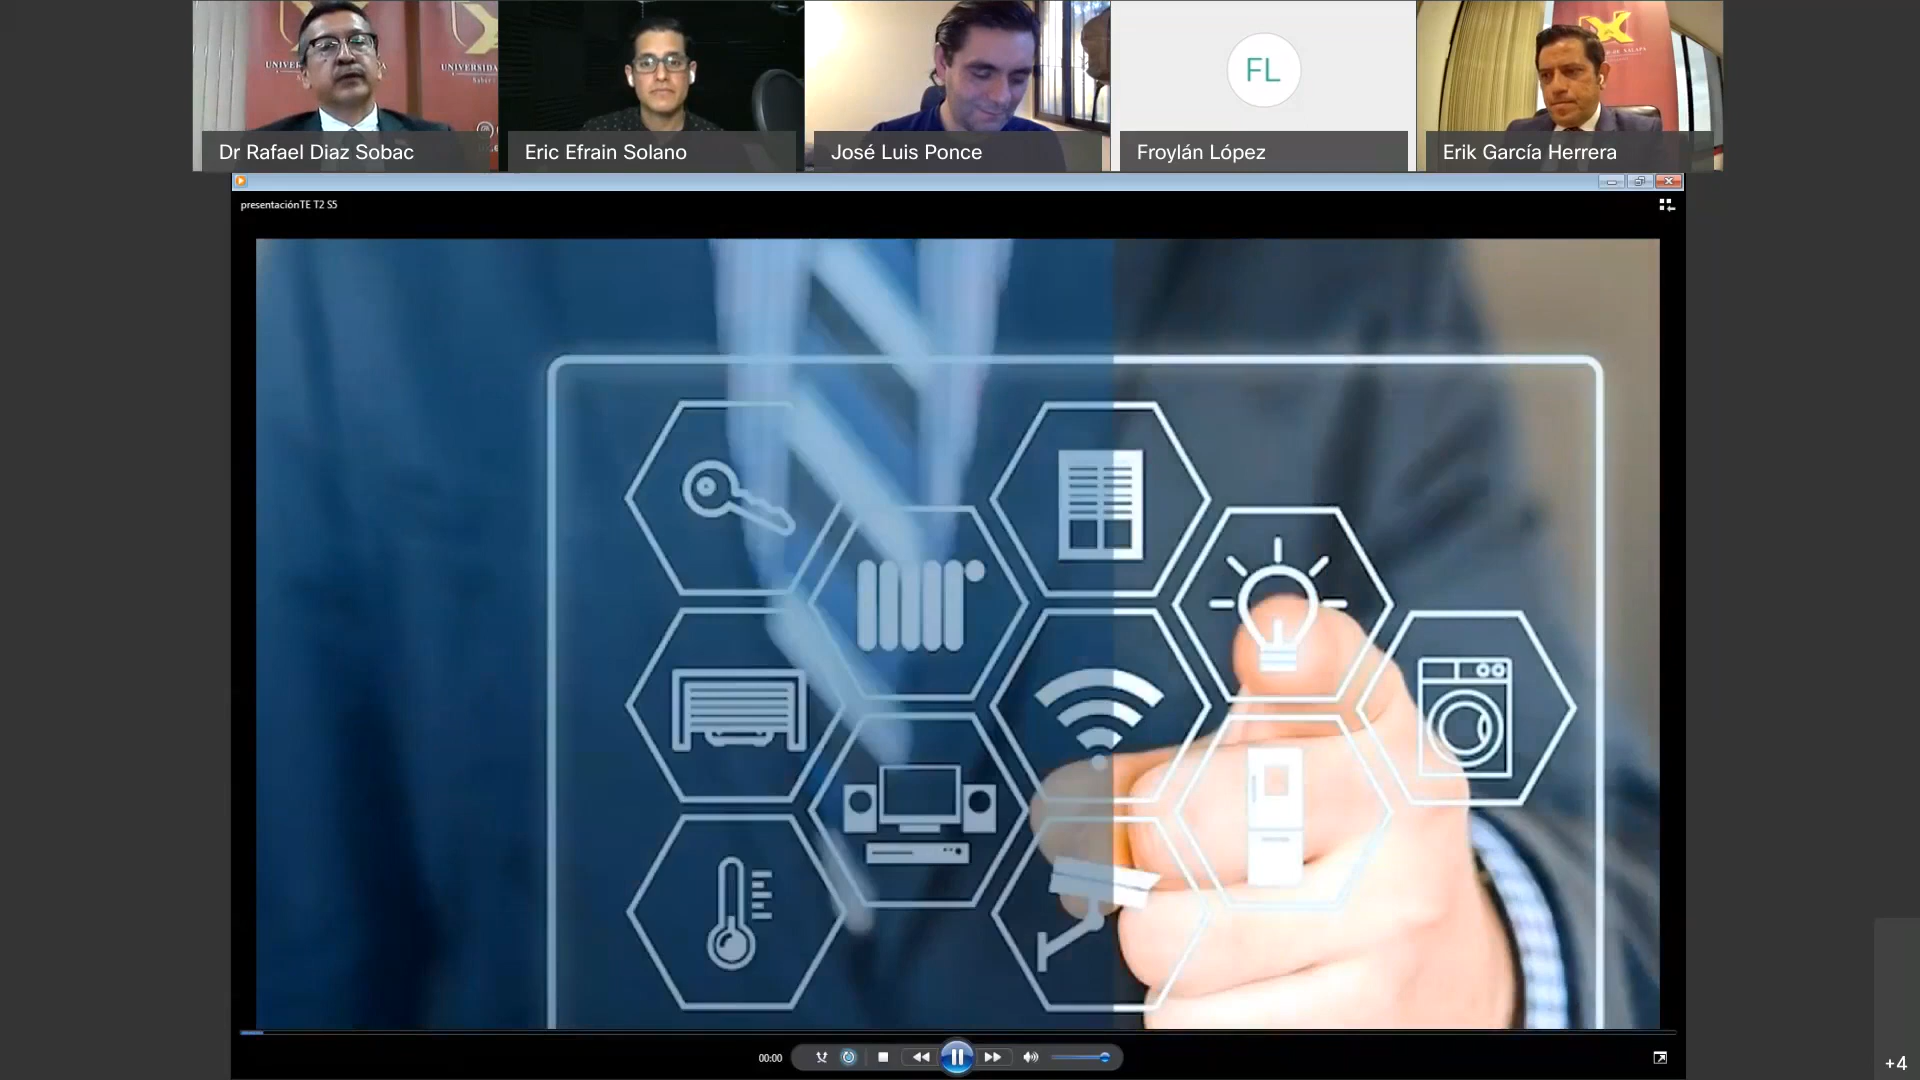 Dr Rafael Diaz Sobac
Eric Efrain Solano
José Luis Ponce
FL
Froylán López
Erik García Herrera
presentaciónTE T2 S5
00:00
+4